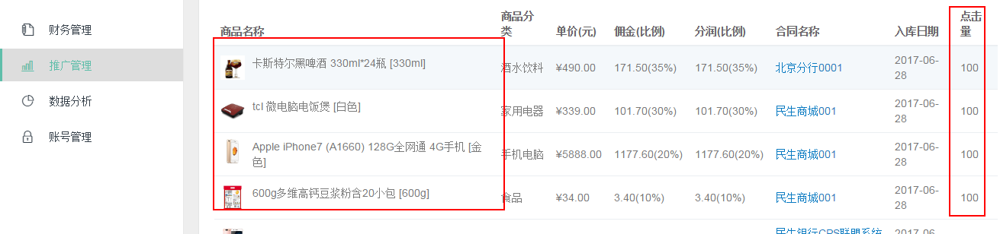 财务管理
推广管理
数据分析
账号管理
商品名称 商品分类 单价(元) 佣金(比例) 分润(比例) 合同名称 入库日期 点击量
卡斯特尔黑啤酒 330ml*24瓶 [330ml] 酒水饮料 ¥490.00 171.50(35%) 171.50(35%) 北京分行0001 2017-06-28 100
tcl 微电脑电饭煲 [白色] 家用电器 ¥339.00 101.70(30%) 101.70(30%) 民生商城001 2017-06-28 100
Apple iPhone7 (A1660) 128G全网通 4G手机 [金色] 手机电脑 ¥5888.00 1177.60(20%) 1177.60(20%) 民生商城001 2017-06-28 100
600g多维高钙豆浆粉含20小包 [600g] 食品 ¥34.00 3.40(10%) 3.40(10%) 民生商城001 2017-06-28 100
民生银行CPS联盟系统